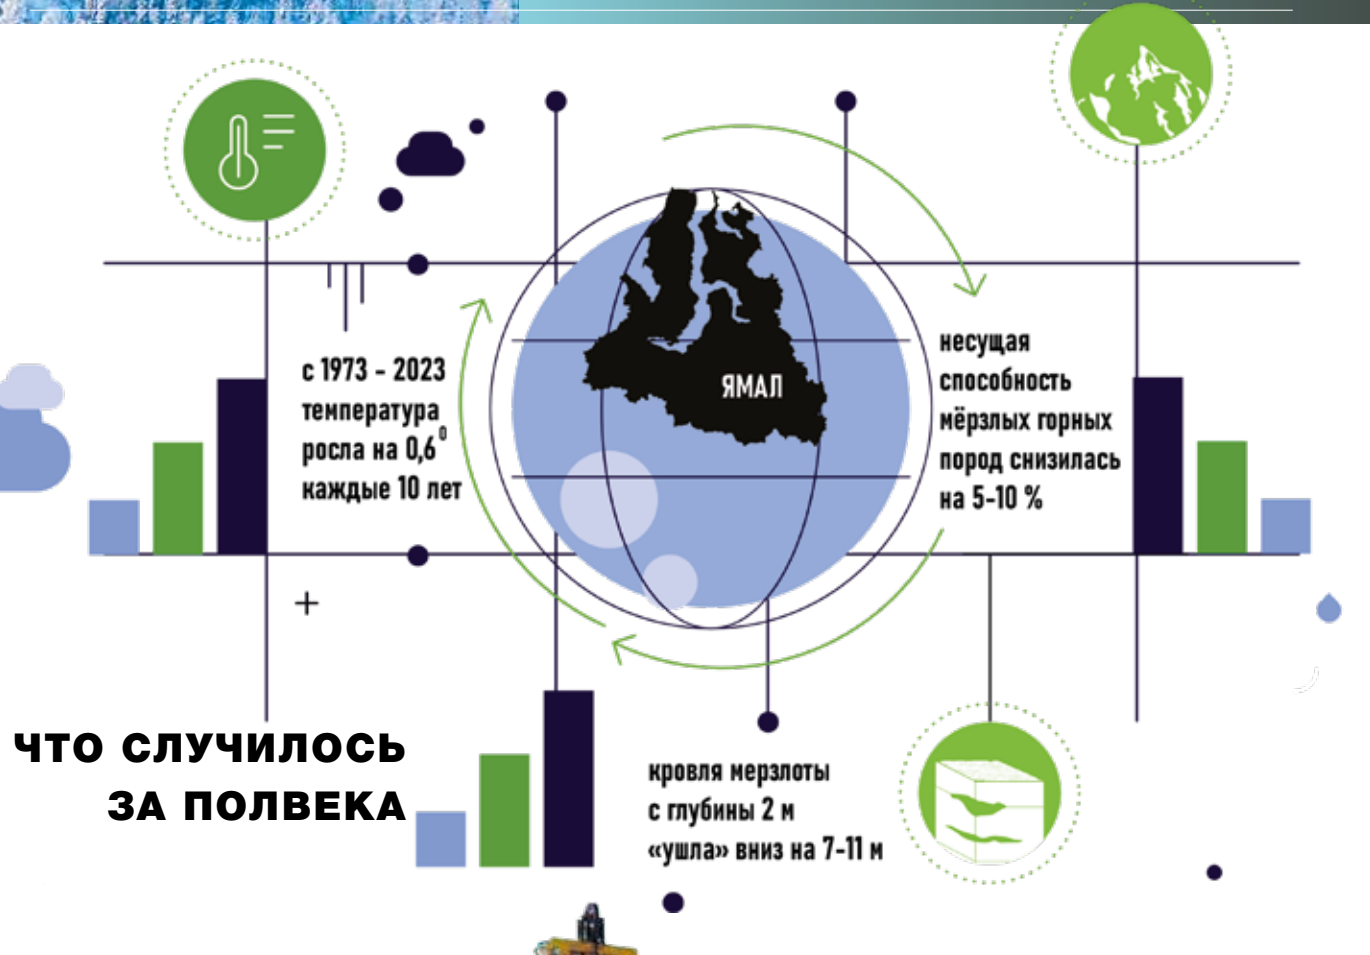 с 1973 - 2023
температура
росла на 0,6⁰
каждые 10 лет
ЯМАЛ
несущая
способность
мёрзлых горных
пород снизилась
на 5-10 %
ЧТО СЛУЧИЛОСЬ
ЗА ПОЛВЕКА
кровля мерзлоты
с глубины 2 м
«ушла» вниз на 7-11 м